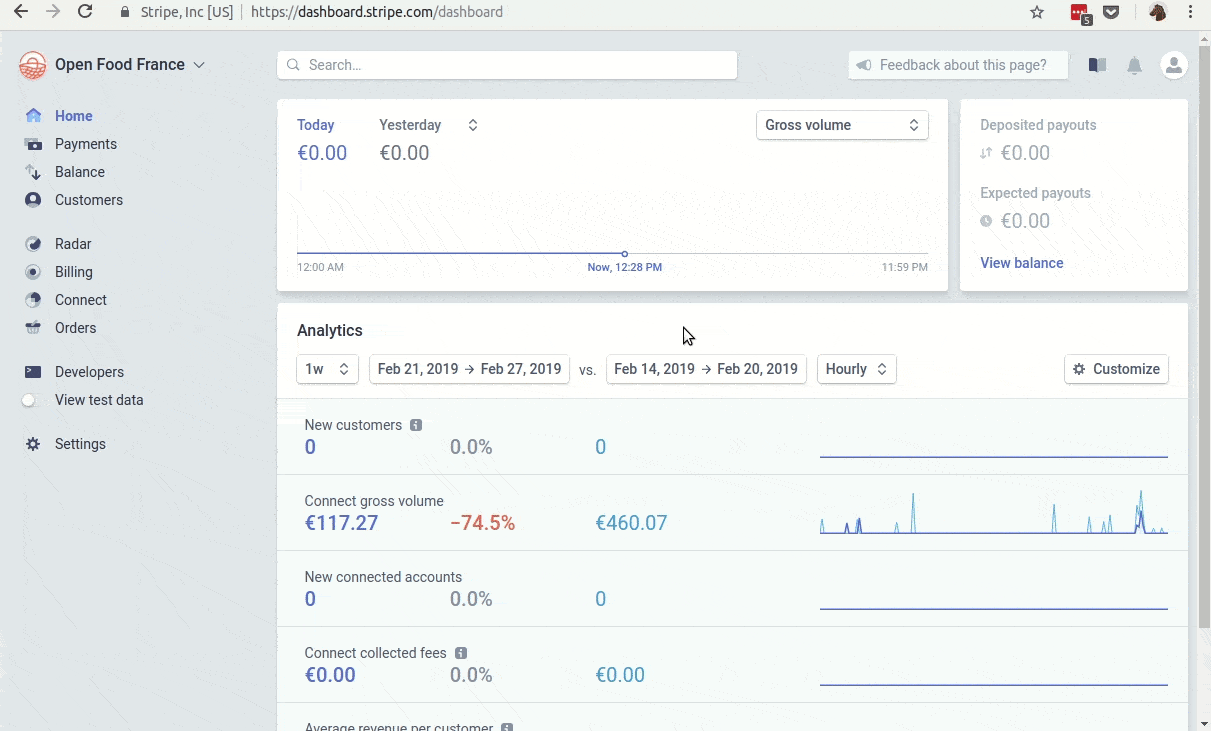 Stripe, Inc [US] | https://dashboard.stripe.com/dashboard
5
Open Food France
Search...
Feedback about this page?
Home
Payments
Balance
Customers
Radar
Billing
Connect
Orders
Developers
View test data
Settings
Today Yesterday Gross volume
€0.00 €0.00
12:00 AM Now, 12:28 PM 11:59 PM
Deposited payouts
€0.00
Expected payouts
€0.00
View balance
Analytics
1w Feb 21, 2019 → Feb 27, 2019 vs. Feb 14, 2019 → Feb 20, 2019 Hourly Customize
New customers
0 0.0% 0
Connect gross volume
€117.27 −74.5% €460.07
New connected accounts
0 0.0% 0
Connect collected fees
€0.00 0.0% €0.00
Average revenue per customer